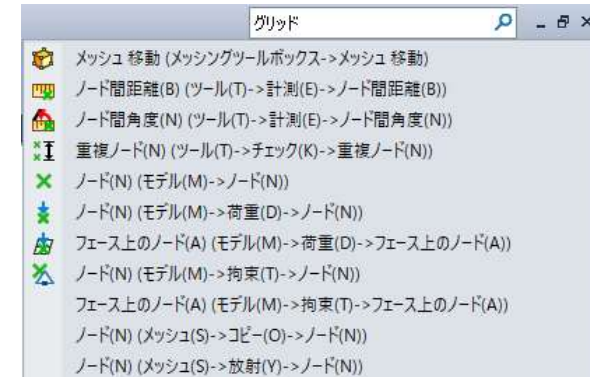 グリッド
メッシュ 移動 (メッシングツールボックス->メッシュ 移動)
ノード間距離(B) (ツール(T)->計測(E)->ノード間距離(B))
ノード間角度(N) (ツール(T)->計測(E)->ノード間角度(N))
重複ノード(N) (ツール(T)->チェック(K)->重複ノード(N))
ノード(N) (モデル(M)->ノード(N))
ノード(N) (モデル(M)->荷重(D)->ノード(N))
フェース上のノード(A) (モデル(M)->荷重(D)->フェース上のノード(A))
ノード(N) (モデル(M)->拘束(T)->ノード(N))
フェース上のノード(A) (モデル(M)->拘束(T)->フェース上のノード(A))
ノード(N) (メッシュ(S)->コピー(O)->ノード(N))
ノード(N) (メッシュ(S)->放射(Y)->ノード(N))